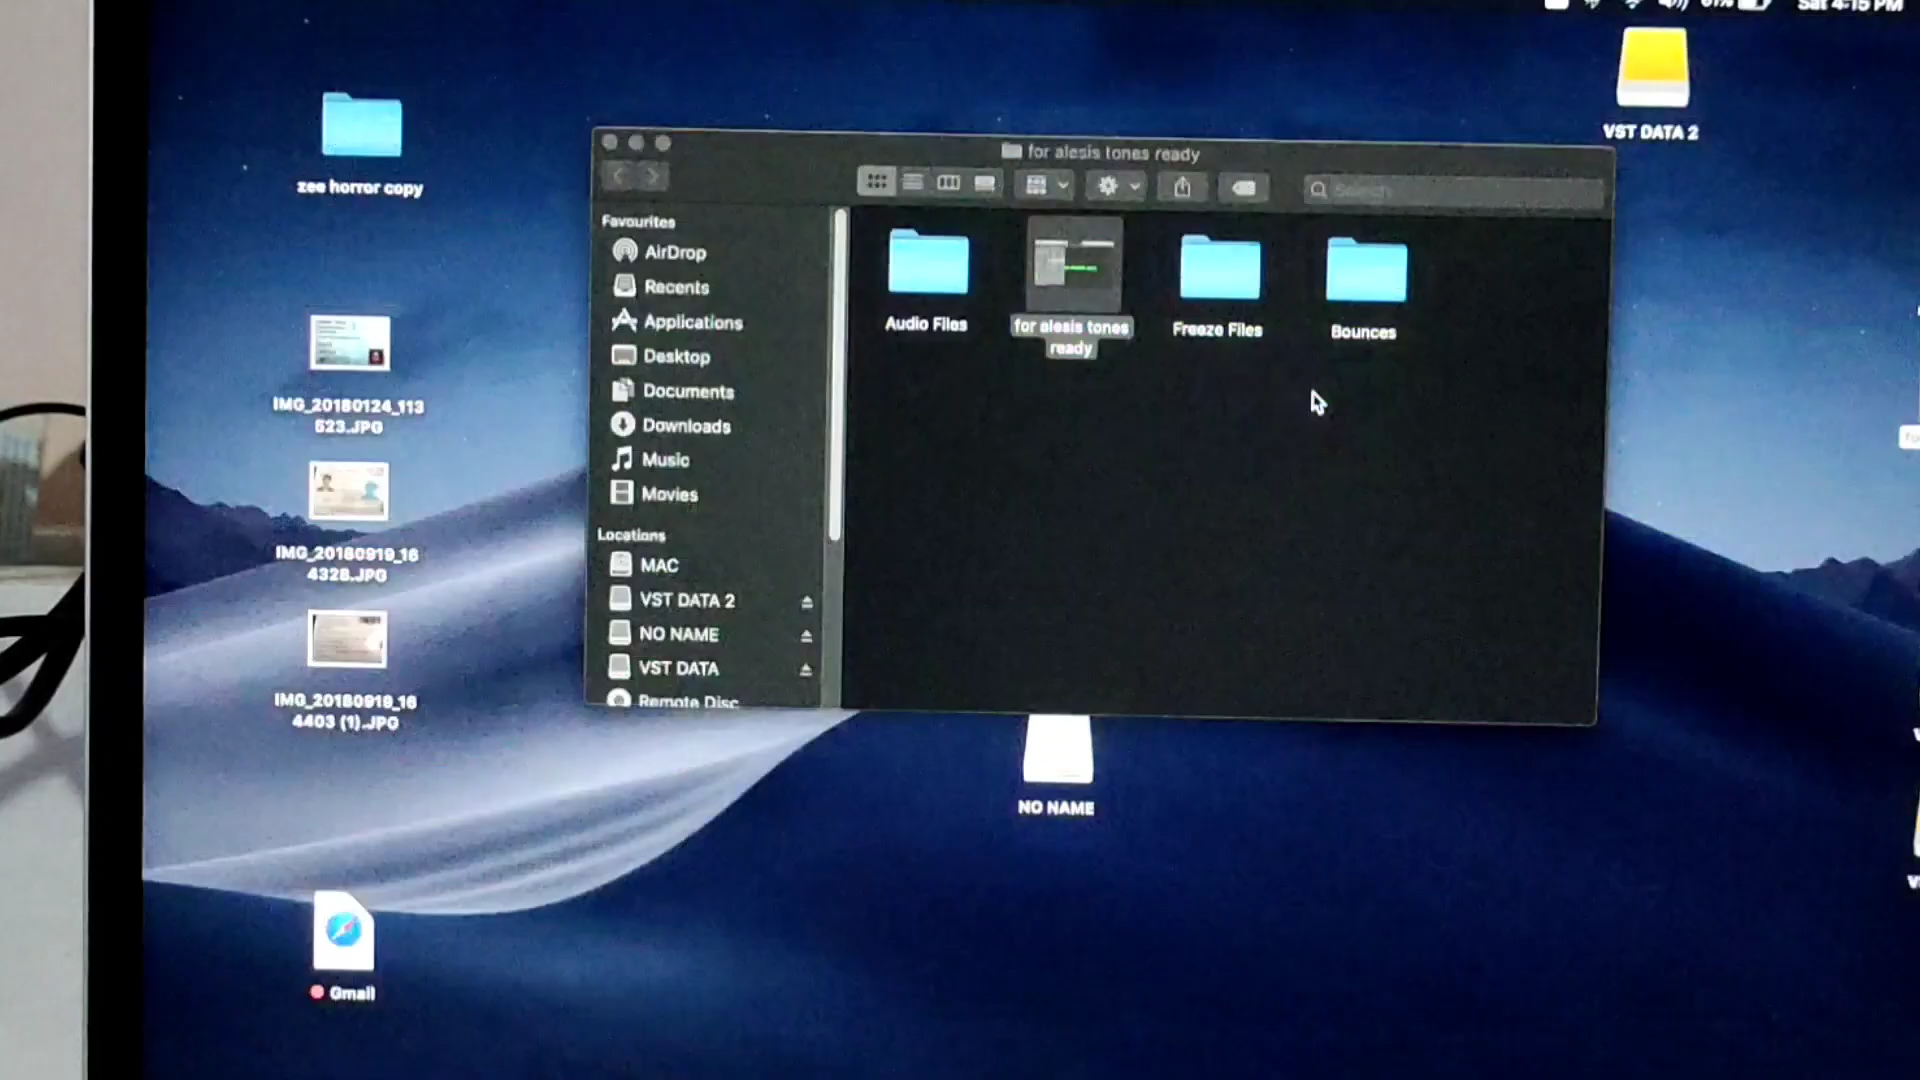 Sat 4:15 PM
VST DATA 2
zee horror copy
for alesis tones ready
Search
Favourites
AirDrop
Recents
Applications
Desktop
Documents
Downloads
Music
Movies
Locations
MAC
VST DATA 2
NO NAME
VST DATA
Remote Disc
Audio Files
for alesis tones
ready
Freeze Files
Bounces
IMG_20180124_113
523.JPG
IMG_20180919_16
4328.JPG
IMG_20180919_16
4403 (1).JPG
NO NAME
Gmail